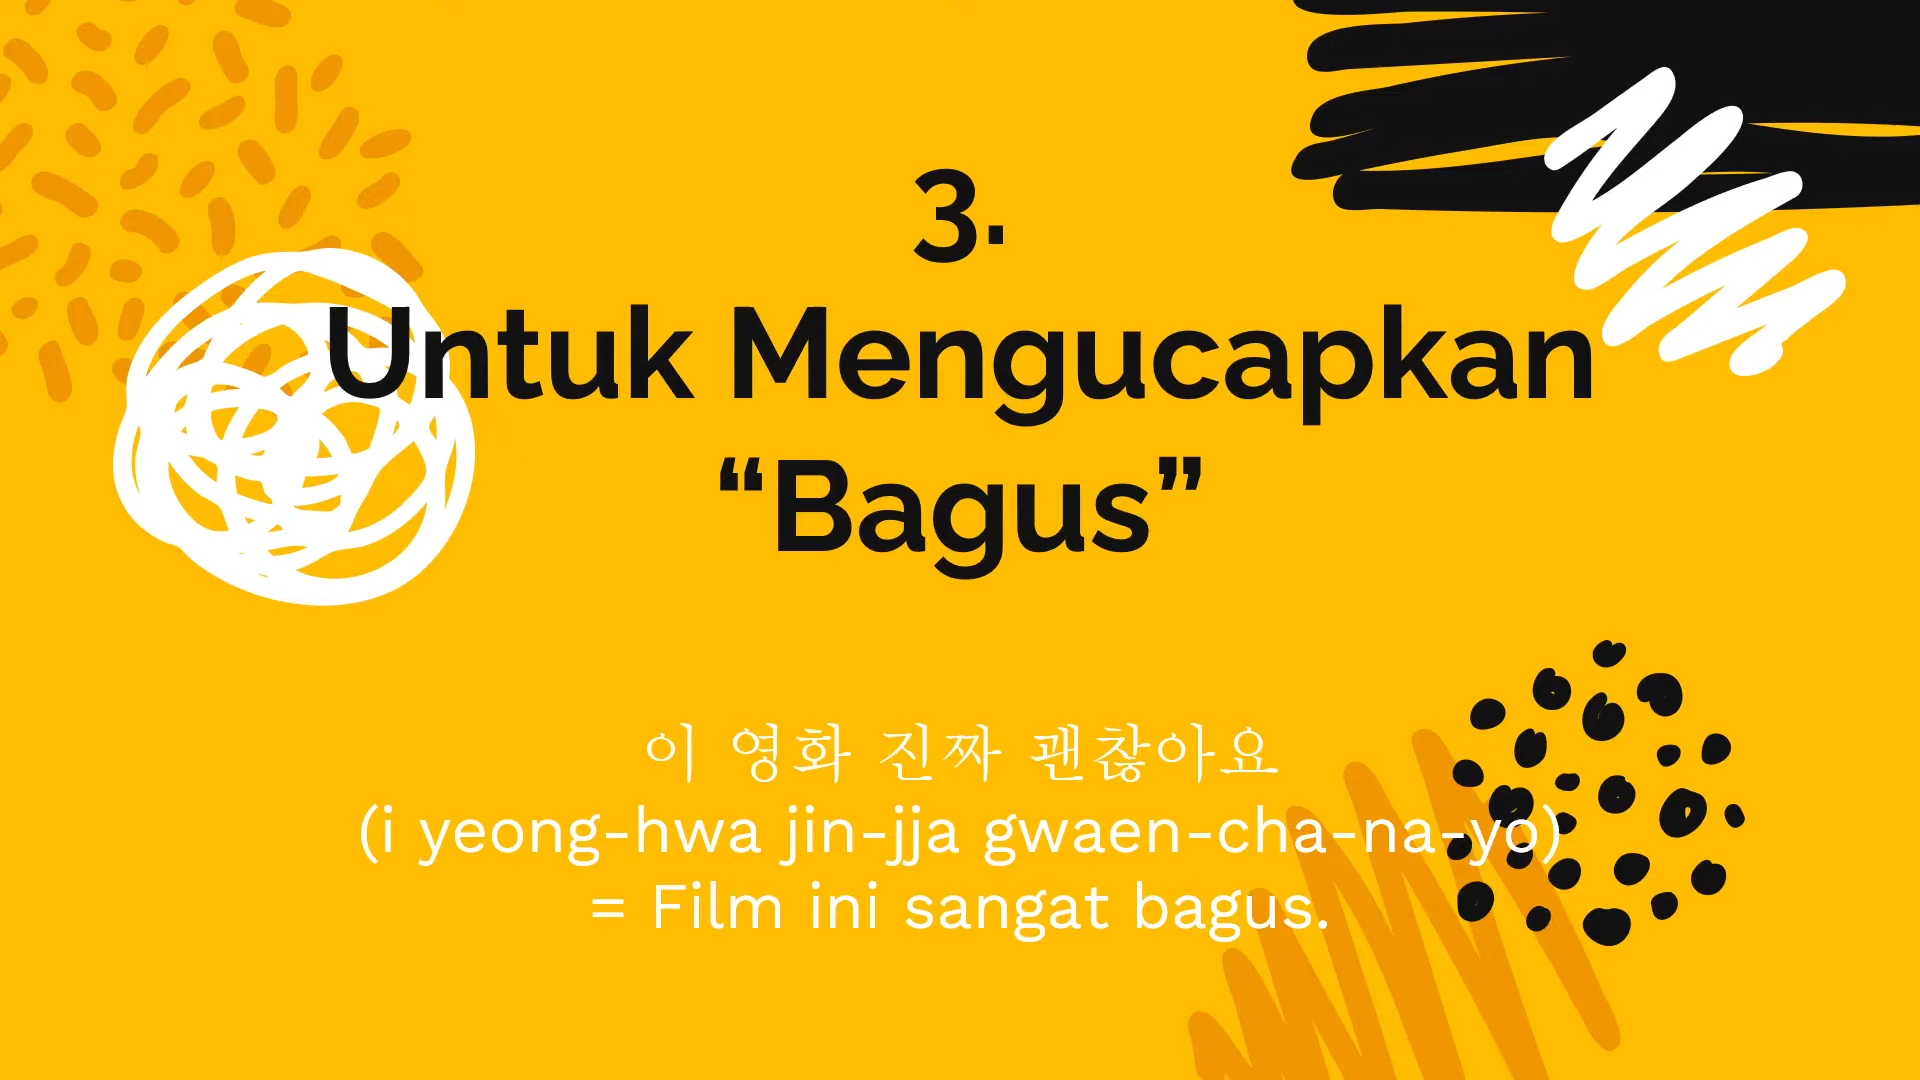 3.
Untuk Mengucapkan
“Bagus”
이 영화 진짜 괜찮아요
(i yeong-hwa jin-jja gwaen-cha-na-yo)
= Film ini sangat bagus.